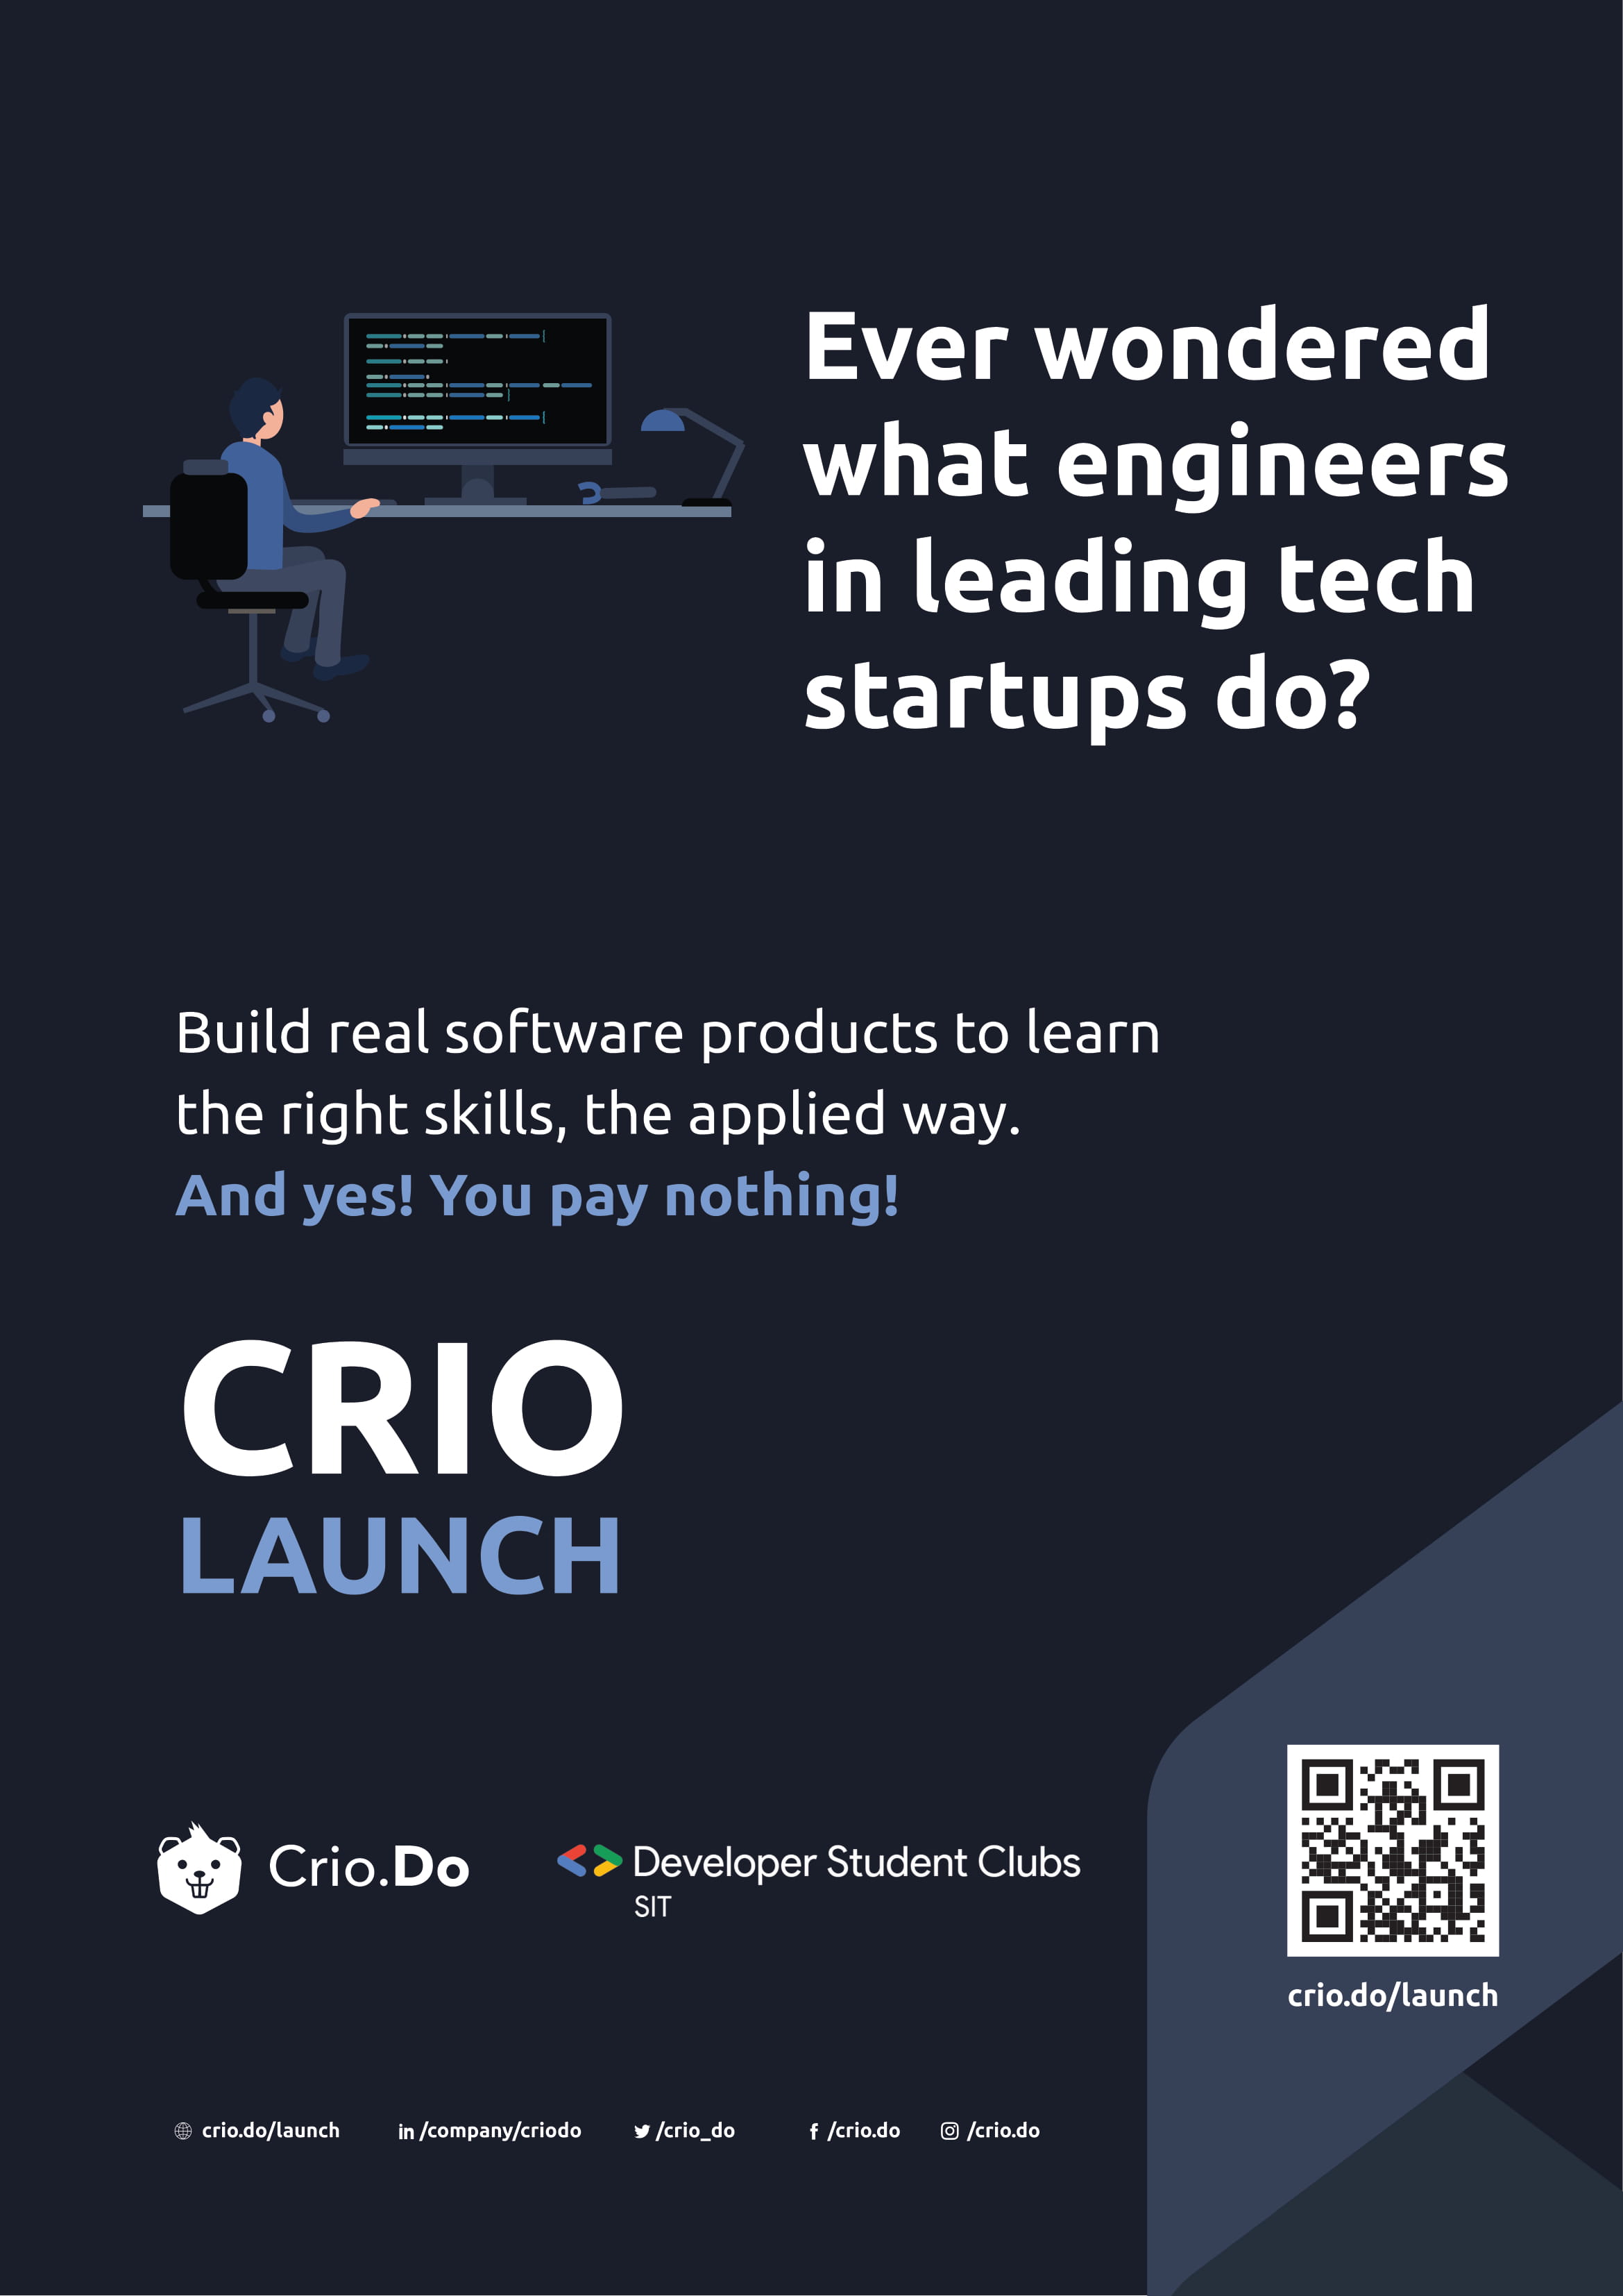 Ever wondered
what engineers
in leading tech
startups do?
Build real software products to learn
the right skills, the applied way.
And yes! You pay nothing!
CRIO
LAUNCH
Crio.Do
Developer Student Clubs
SIT
crio.do/launch
crio.do/launch
in /company/criodo
/crio_do
f /crio.do
/crio.do